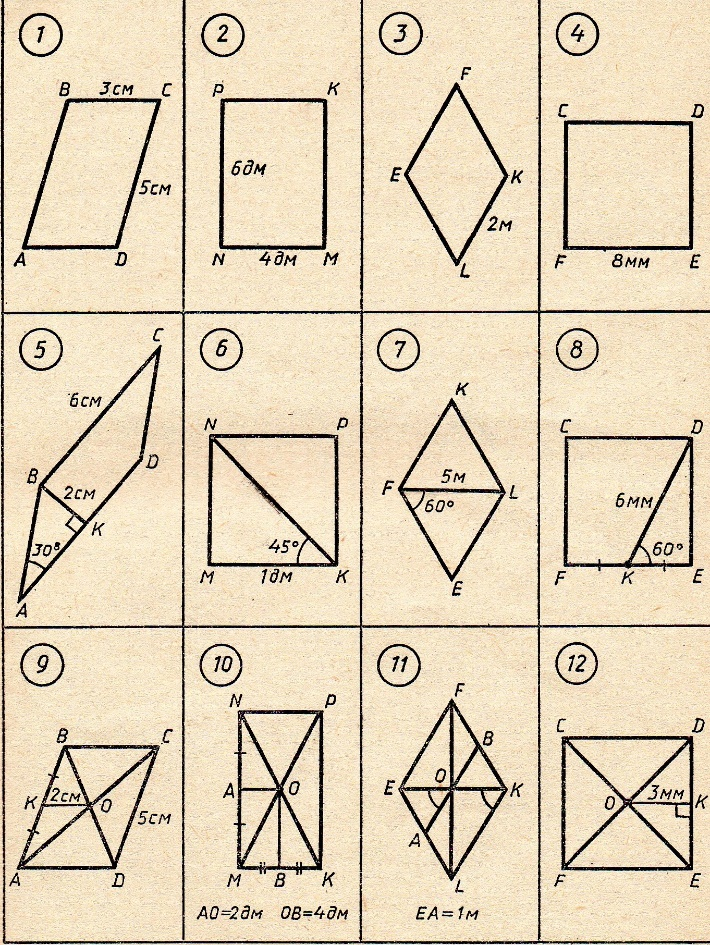 1
B 3см C
5см
A D
2
P K
6дм
N 4дм M
3
F
E K
2м
L
4
C D
F 8мм E
5
C
6см
B D
2см
K
30°
A
6
N P
45°
M 1дм K
7
K
5м
F L
60°
E
8
C D
6мм
60°
F K E
9
B C
K 2см O 5см
A D
10
N P
A O
M B K
AO=2дм OB=4дм
11
F
B
E O K
A
L
EA=1м
12
C D
O 3мм K
F E